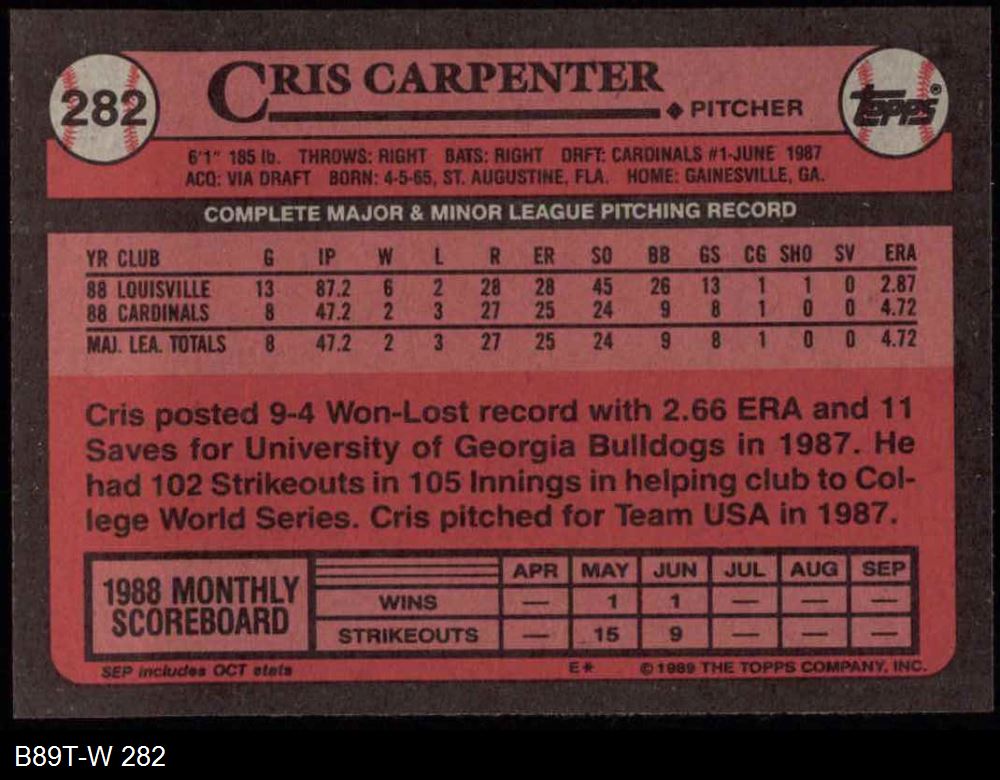 282
CRIS CARPENTER
◆ PITCHER
Topps®
6'1" 185 lb. THROWS: RIGHT BATS: RIGHT DRFT: CARDINALS #1-JUNE 1987
ACQ: VIA DRAFT BORN: 4-5-65, ST. AUGUSTINE, FLA. HOME: GAINESVILLE, GA.
COMPLETE MAJOR & MINOR LEAGUE PITCHING RECORD
YR CLUB G IP W L R ER SO BB GS CG SHO SV ERA
88 LOUISVILLE 13 87.2 6 2 28 28 45 26 13 1 1 0 2.87
88 CARDINALS 8 47.2 2 3 27 25 24 9 8 1 0 0 4.72
MAJ. LEA. TOTALS 8 47.2 2 3 27 25 24 9 8 1 0 0 4.72
Cris posted 9-4 Won-Lost record with 2.66 ERA and 11
Saves for University of Georgia Bulldogs in 1987. He
had 102 Strikeouts in 105 Innings in helping club to Col-
lege World Series. Cris pitched for Team USA in 1987.
1988 MONTHLY
SCOREBOARD
APR MAY JUN JUL AUG SEP
WINS — 1 1 — — —
STRIKEOUTS — 15 9 — — —
SEP includes OCT stats
E* © 1989 THE TOPPS COMPANY, INC.
B89T-W 282